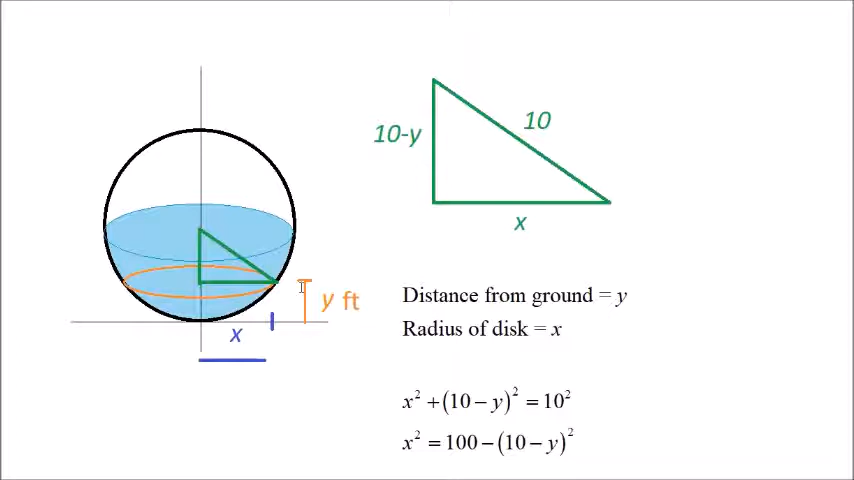 10-y
10
x
y ft
x
Distance from ground = y
Radius of disk = x
x² + (10 − y)² = 10²
x² = 100 − (10 − y)²